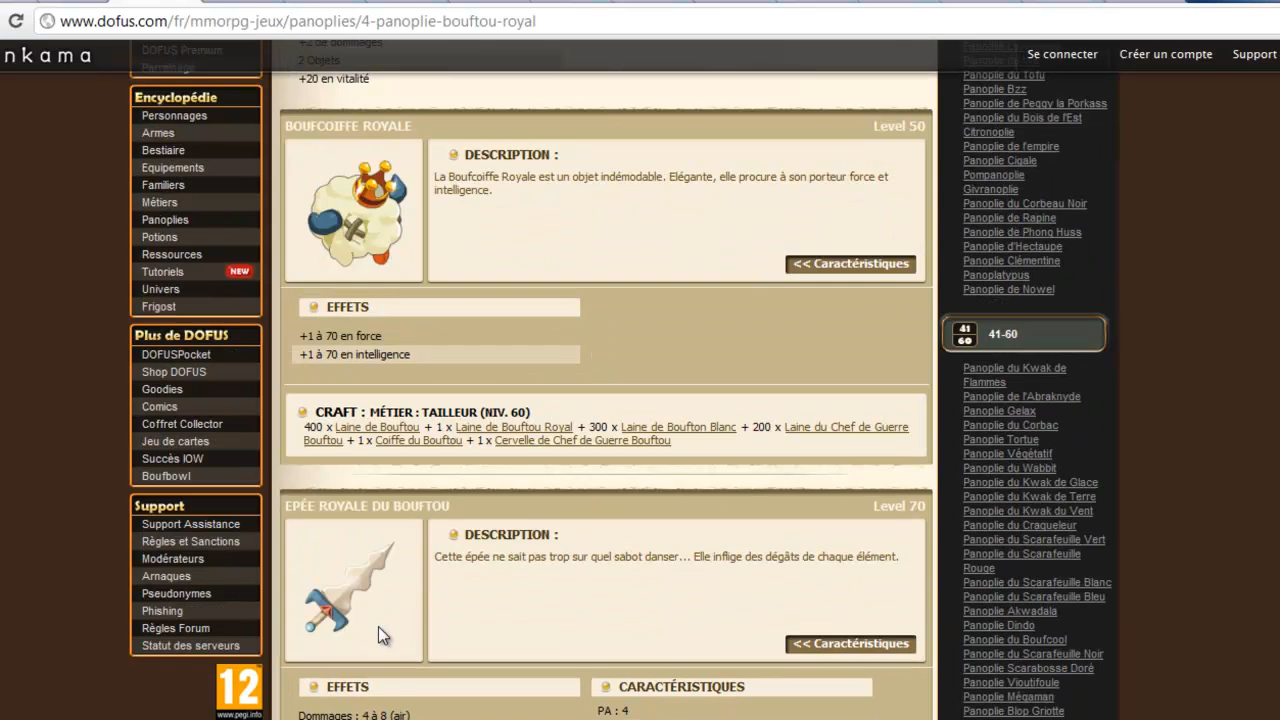 www.dofus.com/fr/mmorpg-jeux/panoplies/4-panoplie-bouftou-royal
nkama
Se connecter
Créer un compte
Support
DOFUS Premium
Parrainage
Encyclopédie
Personnages
Armes
Bestiaire
Equipements
Familiers
Métiers
Panoplies
Potions
Ressources
Tutoriels NEW
Univers
Frigost
Plus de DOFUS
DOFUSPocket
Shop DOFUS
Goodies
Comics
Coffret Collector
Jeu de cartes
Succès IOW
Boufbowl
Support
Support Assistance
Règles et Sanctions
Modérateurs
Arnaques
Pseudonymes
Phishing
Règles Forum
Statut des serveurs
12
www.pegi.info
+2 de dommages
2 Objets
+20 en vitalité
BOUFCOIFFE ROYALE Level 50
DESCRIPTION :
La Boufcoiffe Royale est un objet indémodable. Elégante, elle procure à son porteur force et
intelligence.
<< Caractéristiques
EFFETS
+1 à 70 en force
+1 à 70 en intelligence
CRAFT : MÉTIER : TAILLEUR (NIV. 60)
400 x Laine de Bouftou + 1 x Laine de Bouftou Royal + 300 x Laine de Boufton Blanc + 200 x Laine du Chef de Guerre
Bouftou + 1 x Coiffe du Bouftou + 1 x Cervelle de Chef de Guerre Bouftou
EPÉE ROYALE DU BOUFTOU Level 70
DESCRIPTION :
Cette épée ne sait pas trop sur quel sabot danser... Elle inflige des dégâts de chaque élément.
<< Caractéristiques
EFFETS
Dommages : 4 à 8 (air)
CARACTÉRISTIQUES
PA : 4
Panoplie du Tofu
Panoplie Bzz
Panoplie de Peggy la Porkass
Panoplie du Bois de l'Est
Citronoplie
Panoplie de l'empire
Panoplie Cigale
Pompanoplie
Givranoplie
Panoplie du Corbeau Noir
Panoplie de Rapine
Panoplie de Phong Huss
Panoplie d'Hectaupe
Panoplie Clémentine
Panoplatypus
Panoplie de Nowel
41
60
41-60
Panoplie du Kwak de
Flammes
Panoplie de l'Abraknyde
Panoplie Gelax
Panoplie du Corbac
Panoplie Tortue
Panoplie Végétatif
Panoplie du Wabbit
Panoplie du Kwak de Glace
Panoplie du Kwak de Terre
Panoplie du Kwak du Vent
Panoplie du Craqueleur
Panoplie du Scarafeuille Vert
Panoplie du Scarafeuille
Rouge
Panoplie du Scarafeuille Blanc
Panoplie du Scarafeuille Bleu
Panoplie Akwadala
Panoplie Dindo
Panoplie du Boufcool
Panoplie du Scarafeuille Noir
Panoplie Scarabosse Doré
Panoplie Vioutifoule
Panoplie Mégaman
Panoplie Blop Griotte